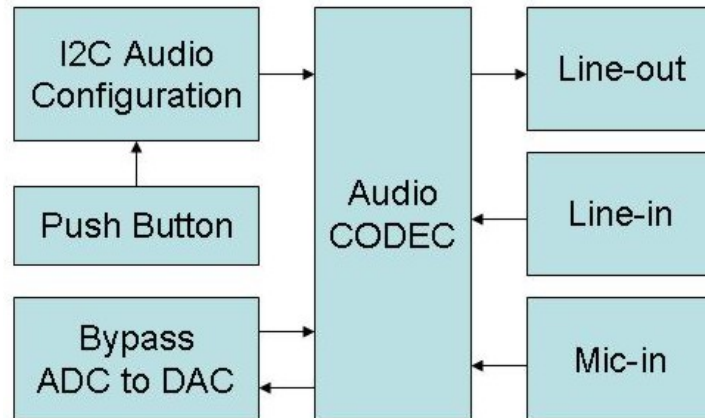 I2C Audio
Configuration
Push Button
Bypass
ADC to DAC
Audio
CODEC
Line-out
Line-in
Mic-in